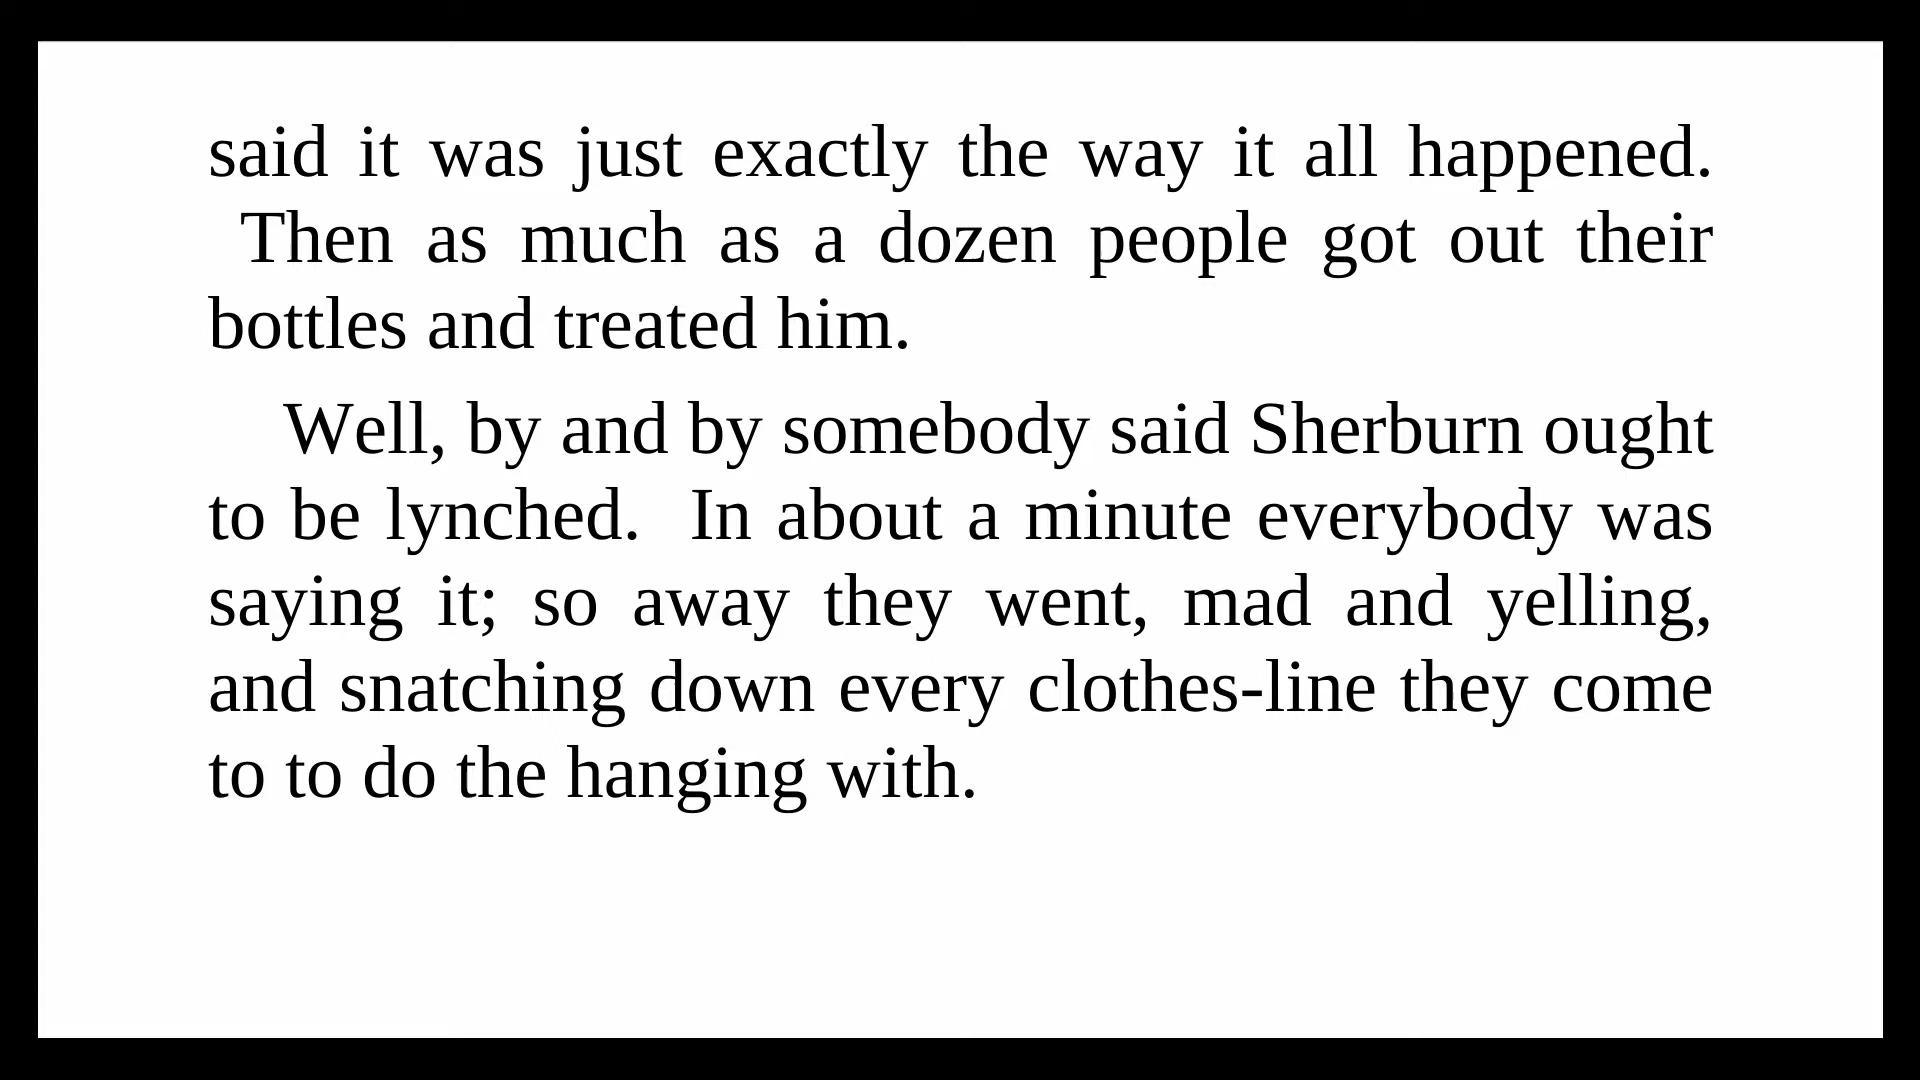 said it was just exactly the way it all happened.
Then as much as a dozen people got out their
bottles and treated him.
Well, by and by somebody said Sherburn ought
to be lynched.  In about a minute everybody was
saying it; so away they went, mad and yelling,
and snatching down every clothes-line they come
to to do the hanging with.